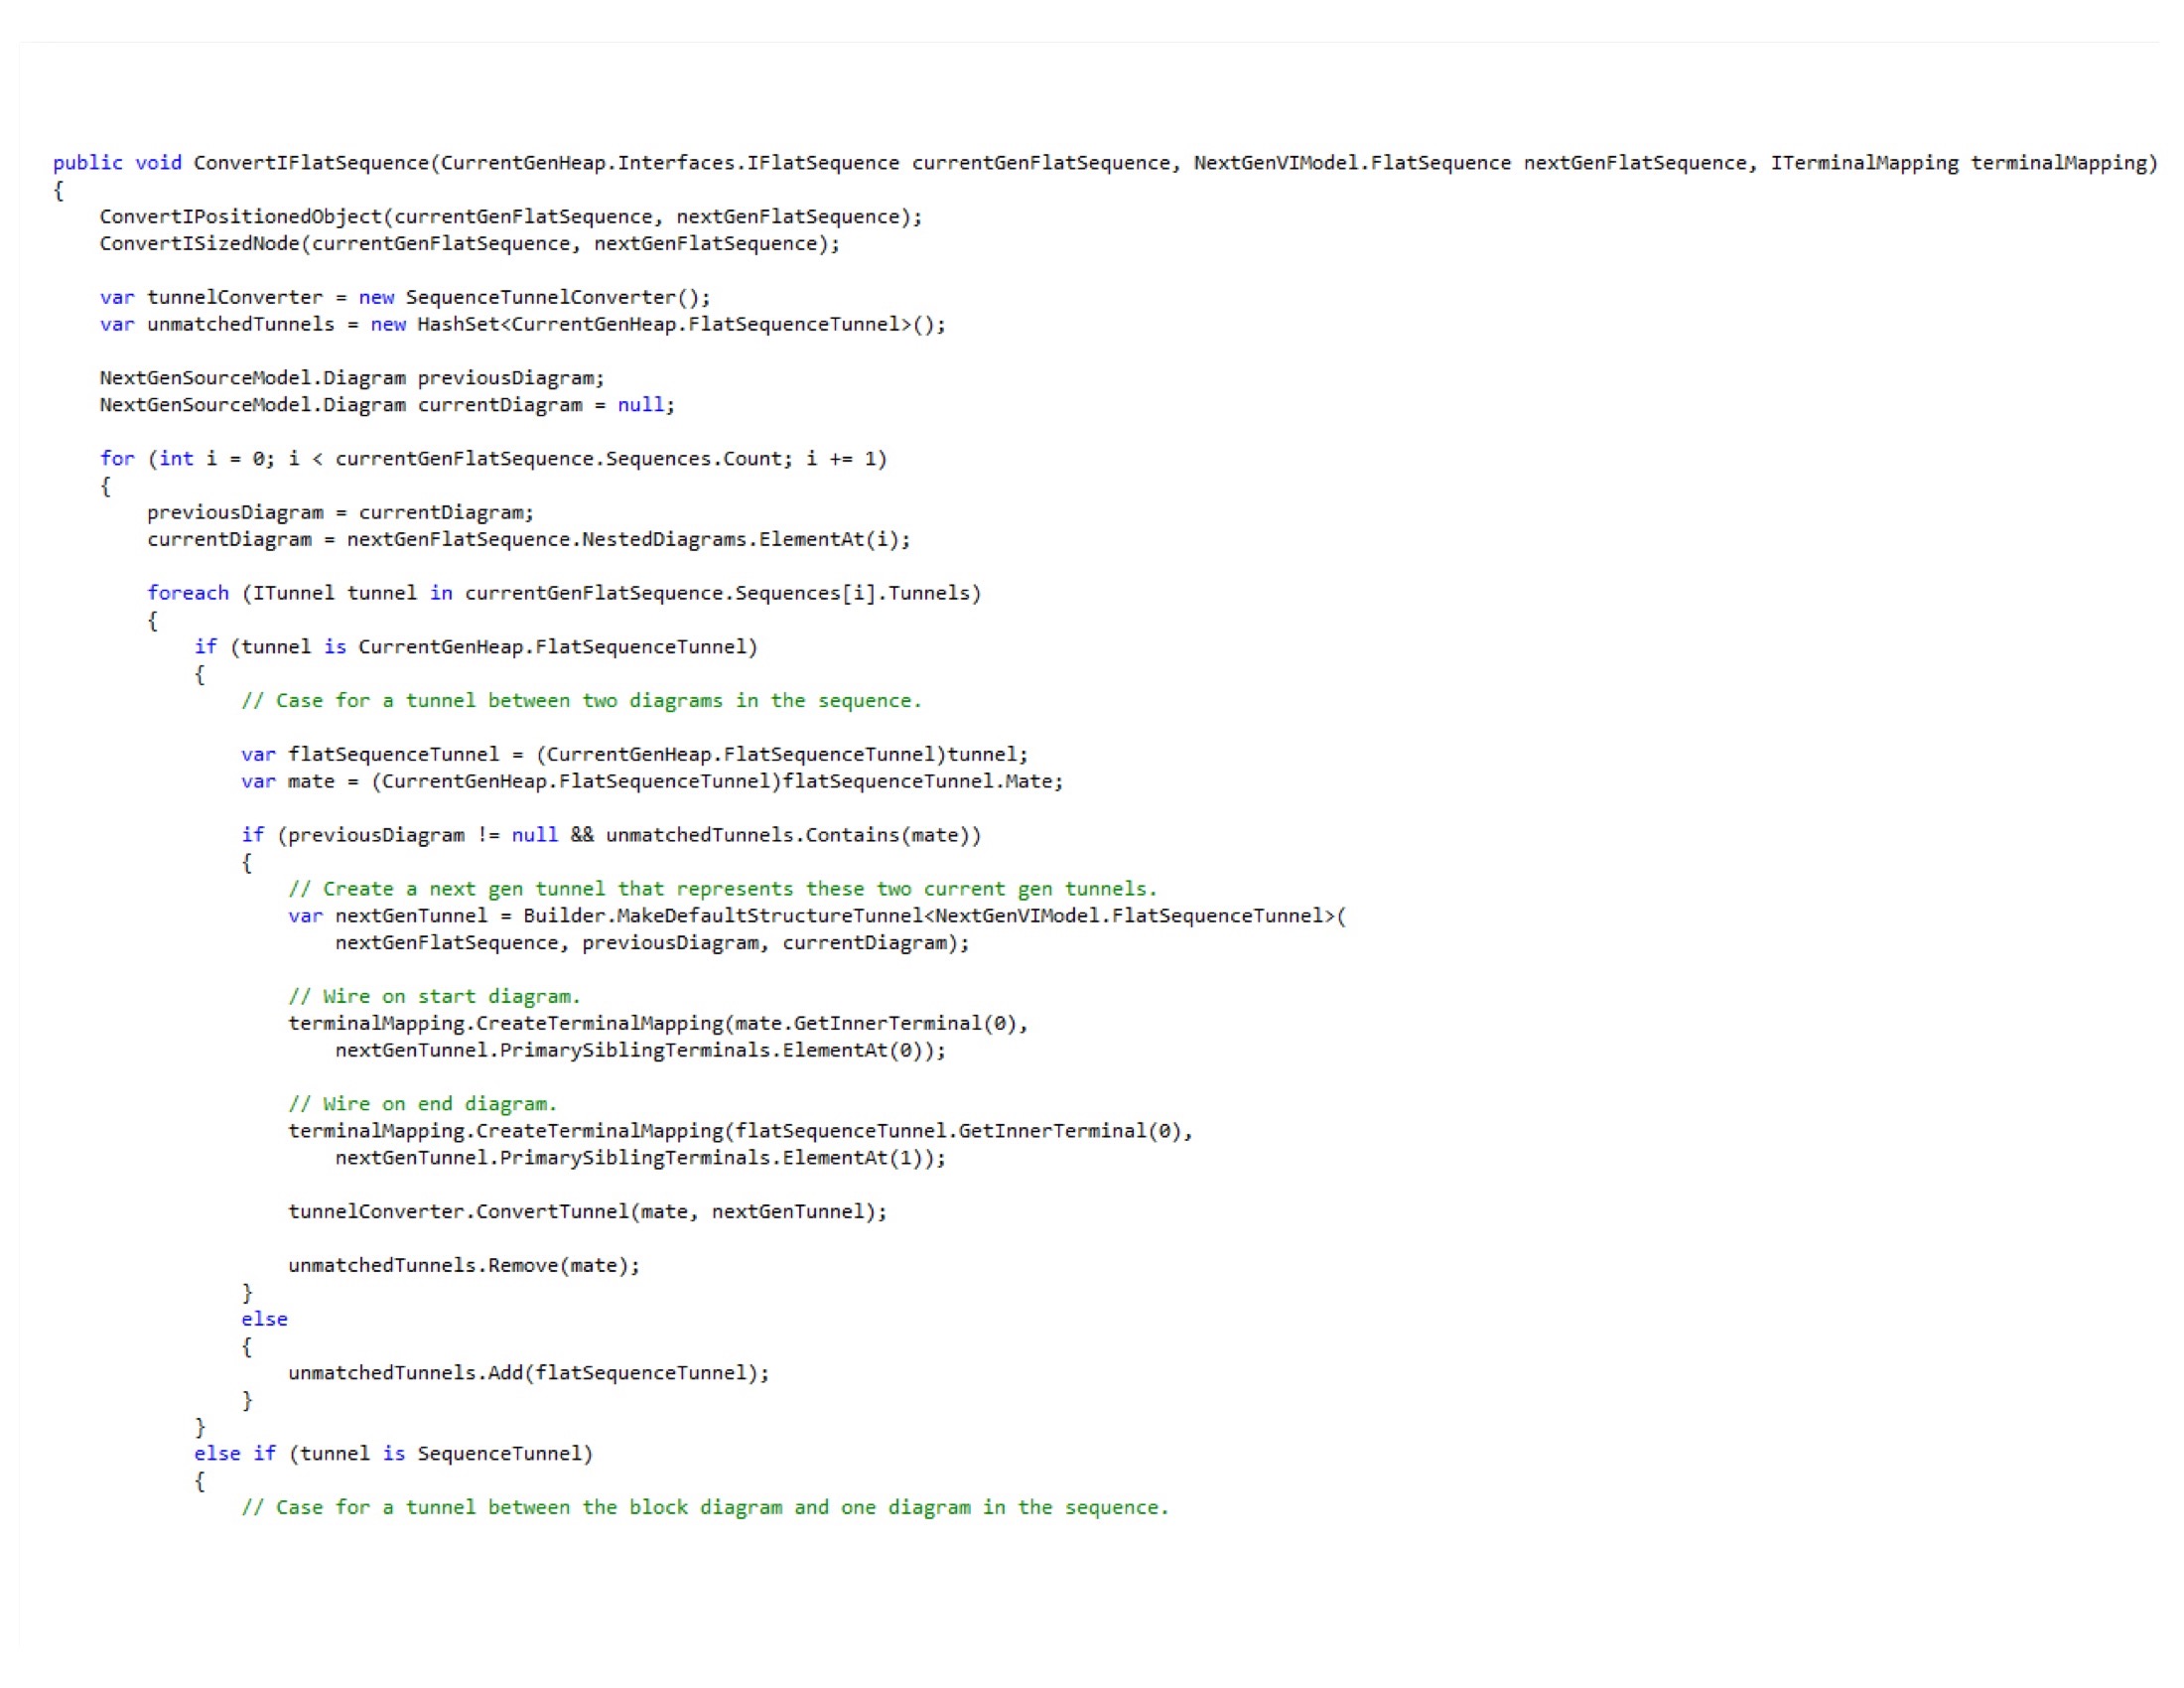 public void ConvertIFlatSequence(CurrentGenHeap.Interfaces.IFlatSequence currentGenFlatSequence, NextGenVIModel.FlatSequence nextGenFlatSequence, ITerminalMapping terminalMapping)
{
    ConvertIPositionedObject(currentGenFlatSequence, nextGenFlatSequence);
    ConvertISizedNode(currentGenFlatSequence, nextGenFlatSequence);

    var tunnelConverter = new SequenceTunnelConverter();
    var unmatchedTunnels = new HashSet<CurrentGenHeap.FlatSequenceTunnel>();

    NextGenSourceModel.Diagram previousDiagram;
    NextGenSourceModel.Diagram currentDiagram = null;

    for (int i = 0; i < currentGenFlatSequence.Sequences.Count; i += 1)
    {
        previousDiagram = currentDiagram;
        currentDiagram = nextGenFlatSequence.NestedDiagrams.ElementAt(i);

        foreach (ITunnel tunnel in currentGenFlatSequence.Sequences[i].Tunnels)
        {
            if (tunnel is CurrentGenHeap.FlatSequenceTunnel)
            {
                // Case for a tunnel between two diagrams in the sequence.

                var flatSequenceTunnel = (CurrentGenHeap.FlatSequenceTunnel)tunnel;
                var mate = (CurrentGenHeap.FlatSequenceTunnel)flatSequenceTunnel.Mate;

                if (previousDiagram != null && unmatchedTunnels.Contains(mate))
                {
                    // Create a next gen tunnel that represents these two current gen tunnels.
                    var nextGenTunnel = Builder.MakeDefaultStructureTunnel<NextGenVIModel.FlatSequenceTunnel>(
                        nextGenFlatSequence, previousDiagram, currentDiagram);

                    // Wire on start diagram.
                    terminalMapping.CreateTerminalMapping(mate.GetInnerTerminal(0),
                        nextGenTunnel.PrimarySiblingTerminals.ElementAt(0));

                    // Wire on end diagram.
                    terminalMapping.CreateTerminalMapping(flatSequenceTunnel.GetInnerTerminal(0),
                        nextGenTunnel.PrimarySiblingTerminals.ElementAt(1));

                    tunnelConverter.ConvertTunnel(mate, nextGenTunnel);

                    unmatchedTunnels.Remove(mate);
                }
                else
                {
                    unmatchedTunnels.Add(flatSequenceTunnel);
                }
            }
            else if (tunnel is SequenceTunnel)
            {
                // Case for a tunnel between the block diagram and one diagram in the sequence.